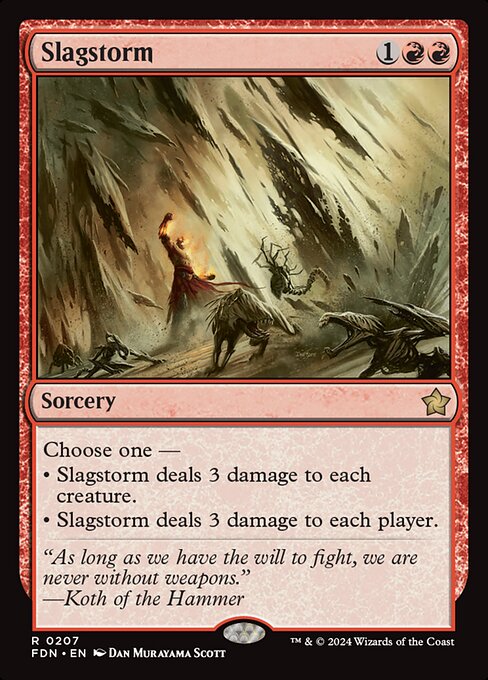 Slagstorm 1
Sorcery
Choose one —
• Slagstorm deals 3 damage to each
creature.
• Slagstorm deals 3 damage to each player.
“As long as we have the will to fight, we are
never without weapons.”
—Koth of the Hammer
R 0207
FDN • EN Dan Murayama Scott
™ & © 2024 Wizards of the Coast